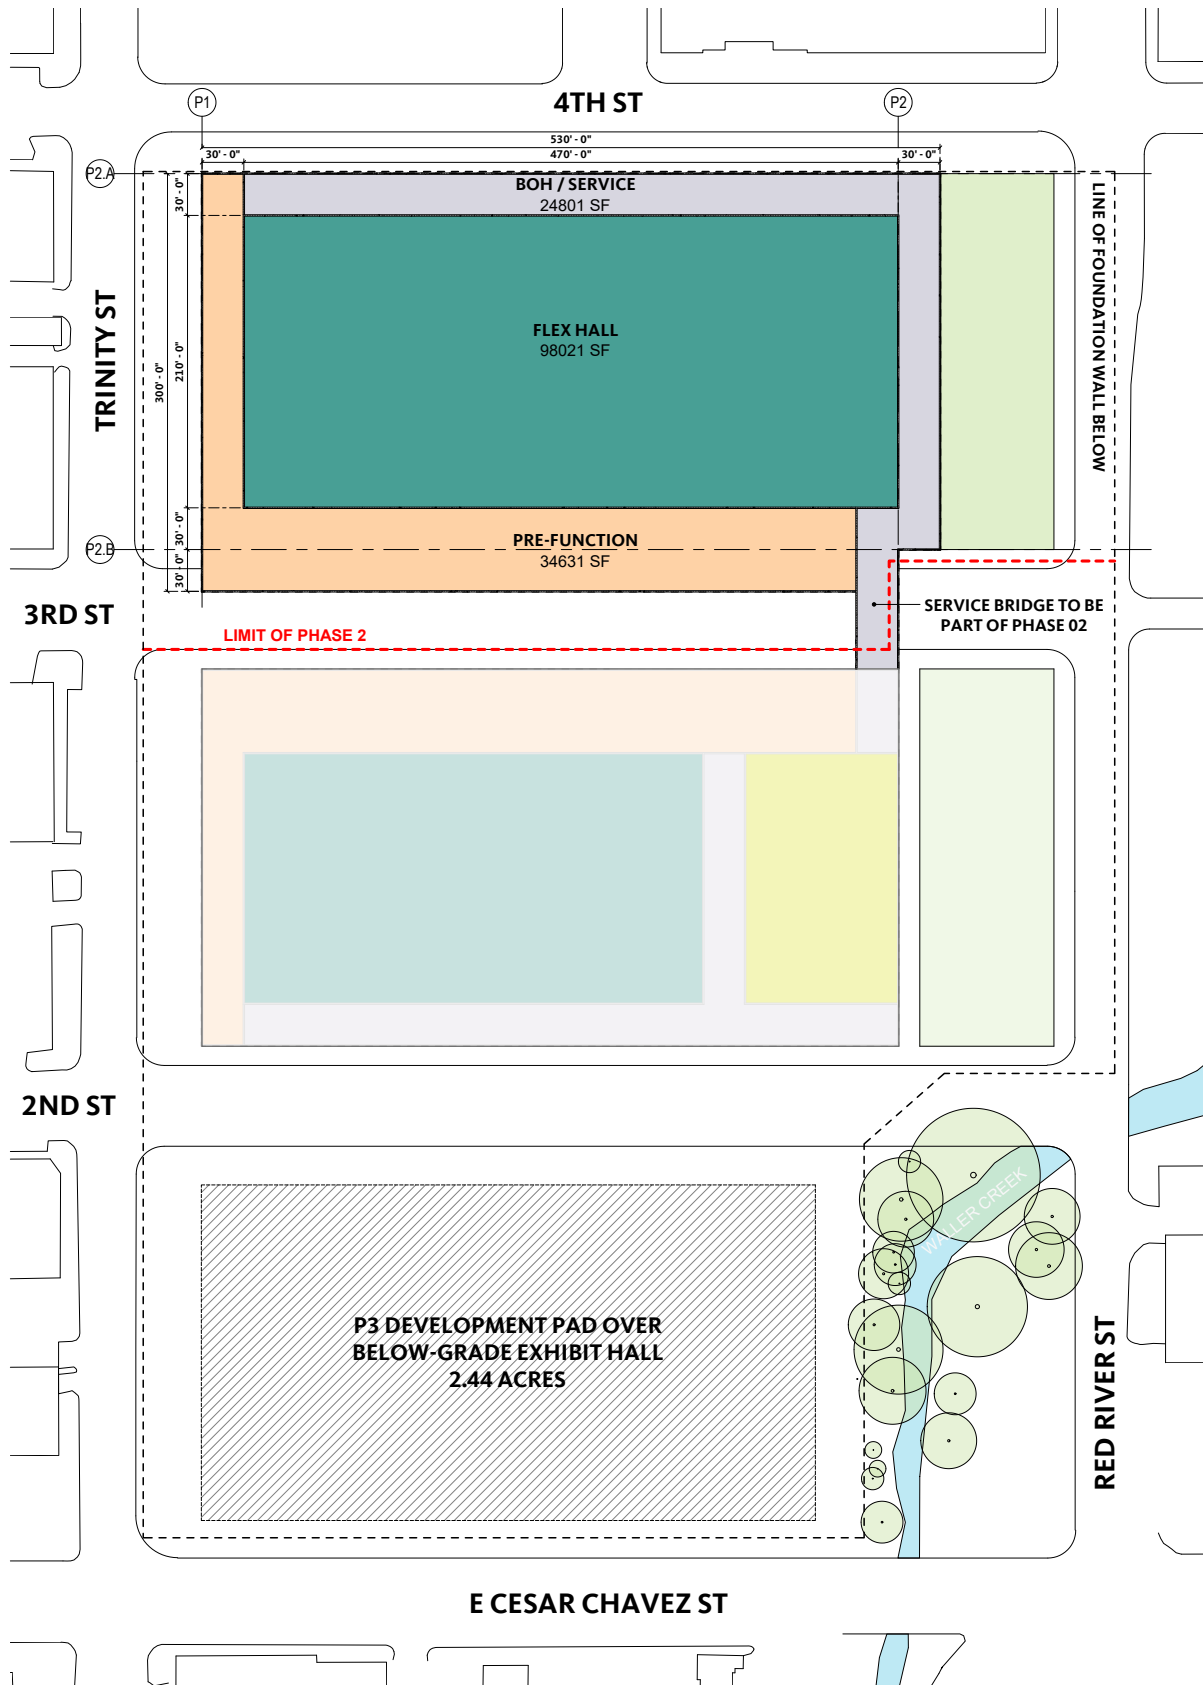 4TH ST
P1
P2
530' - 0"
30' - 0"
470' - 0"
30' - 0"
P2.A
30' - 0"
BOH / SERVICE
24801 SF
LINE OF FOUNDATION WALL BELOW
TRINITY ST
300' - 0"
210' - 0"
FLEX HALL
98021 SF
30' - 0"
P2.B
30' - 0"
PRE-FUNCTION
34631 SF
3RD ST
SERVICE BRIDGE TO BE
PART OF PHASE 02
LIMIT OF PHASE 2
2ND ST
WALLER CREEK
P3 DEVELOPMENT PAD OVER
BELOW-GRADE EXHIBIT HALL
2.44 ACRES
RED RIVER ST
E CESAR CHAVEZ ST